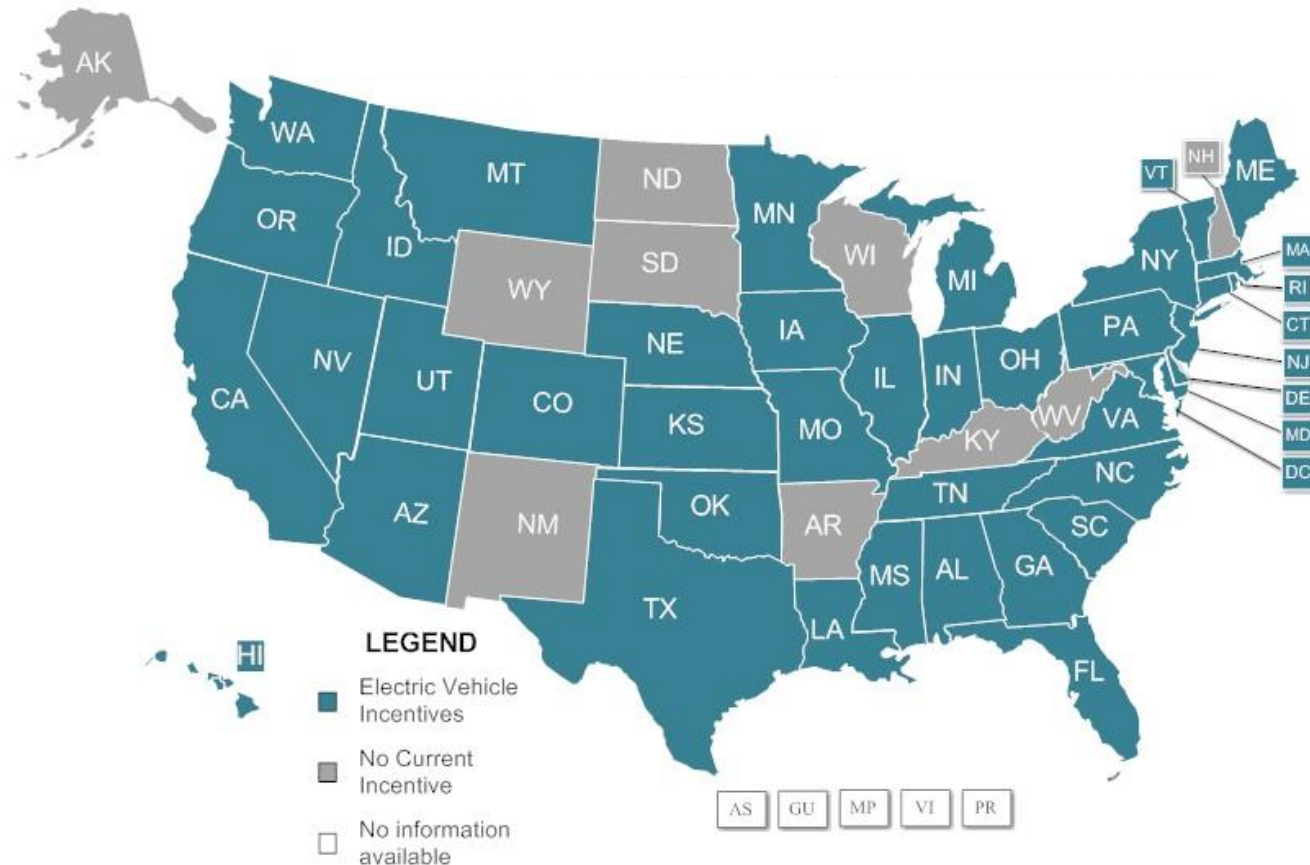 AK
WA
MT
ND
MN
VT
NH
ME
OR
ID
SD
WI
MI
NY
MA
WY
RI
CT
NV
UT
NE
IA
PA
NJ
CA
CO
KS
MO
IL
IN
OH
WV
VA
DE
MD
DC
KY
AZ
NM
OK
AR
TN
NC
SC
TX
LA
MS
AL
GA
FL
HI
LEGEND
Electric Vehicle
Incentives
No Current
Incentive
No information
available
AS
GU
MP
VI
PR